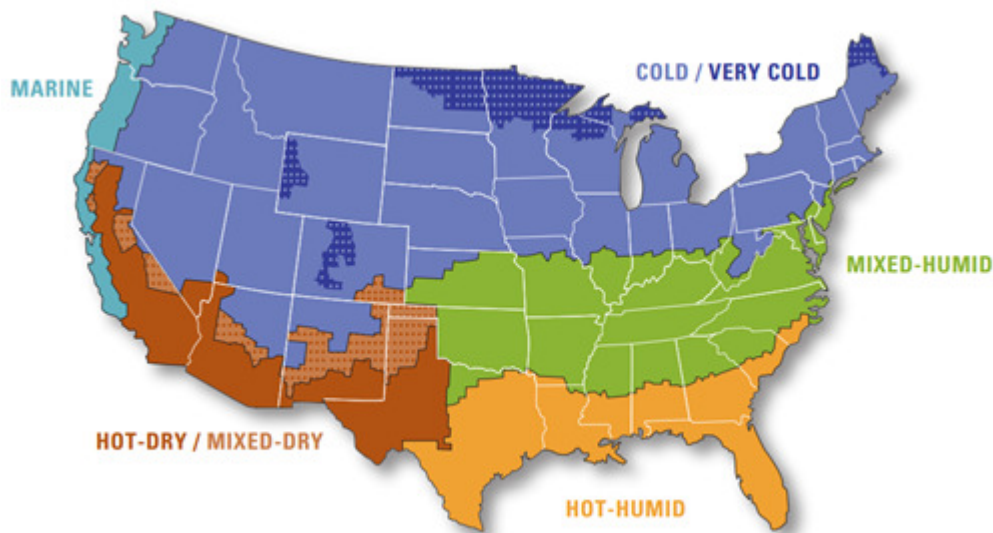 COLD / VERY COLD
MARINE
MIXED-HUMID
HOT-DRY / MIXED-DRY
HOT-HUMID